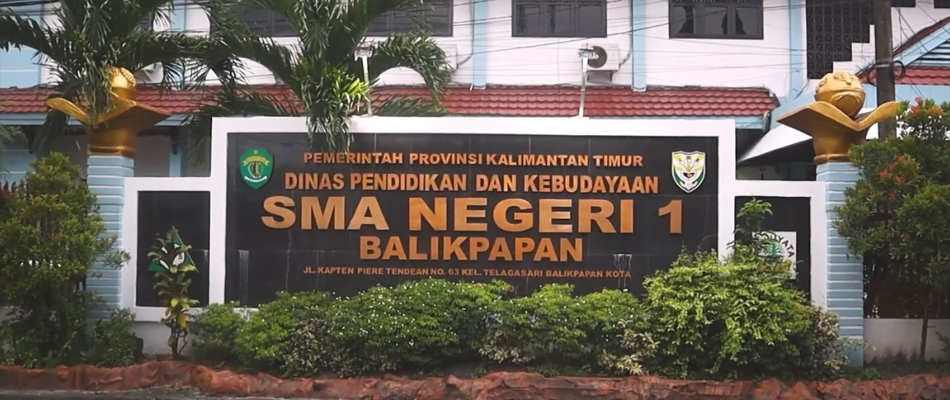 PEMERINTAH PROVINSI KALIMANTAN TIMUR
DINAS PENDIDIKAN DAN KEBUDAYAAN
SMA NEGERI 1
BALIKPAPAN
JL. KAPTEN PIERE TENDEAN NO. 63 KEL. TELAGASARI BALIKPAPAN KOTA